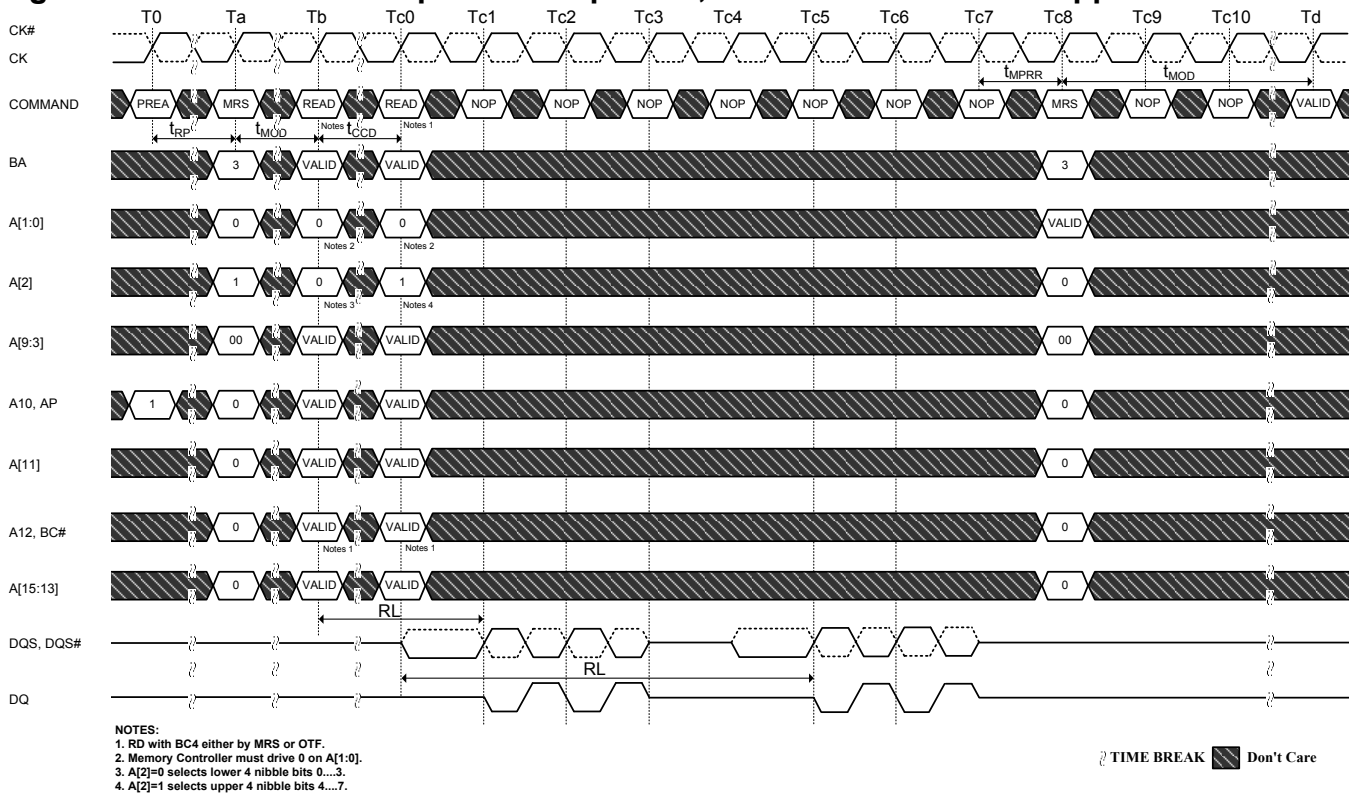 T0 Ta Tb Tc0 Tc1 Tc2 Tc3 Tc4 Tc5 Tc6 Tc7 Tc8 Tc9 Tc10 Td
CK#
CK
tMPRR tMOD
COMMAND PREA MRS READ READ NOP NOP NOP NOP NOP NOP NOP MRS NOP NOP VALID
Notes 1 Notes 1
tRP tMOD tCCD
BA 3 VALID VALID 3
A[1:0] 0 0 0 VALID
Notes 2 Notes 2
A[2] 1 0 1 0
Notes 3 Notes 4
A[9:3] 00 VALID VALID 00
A10, AP 1 0 VALID VALID 0
A[11] 0 VALID VALID 0
A12, BC# 0 VALID VALID 0
Notes 1 Notes 1
A[15:13] 0 VALID VALID 0
RL
DQS, DQS#
RL
DQ
NOTES:
1. RD with BC4 either by MRS or OTF.
2. Memory Controller must drive 0 on A[1:0].
3. A[2]=0 selects lower 4 nibble bits 0....3.
4. A[2]=1 selects upper 4 nibble bits 4....7.
TIME BREAK Don't Care